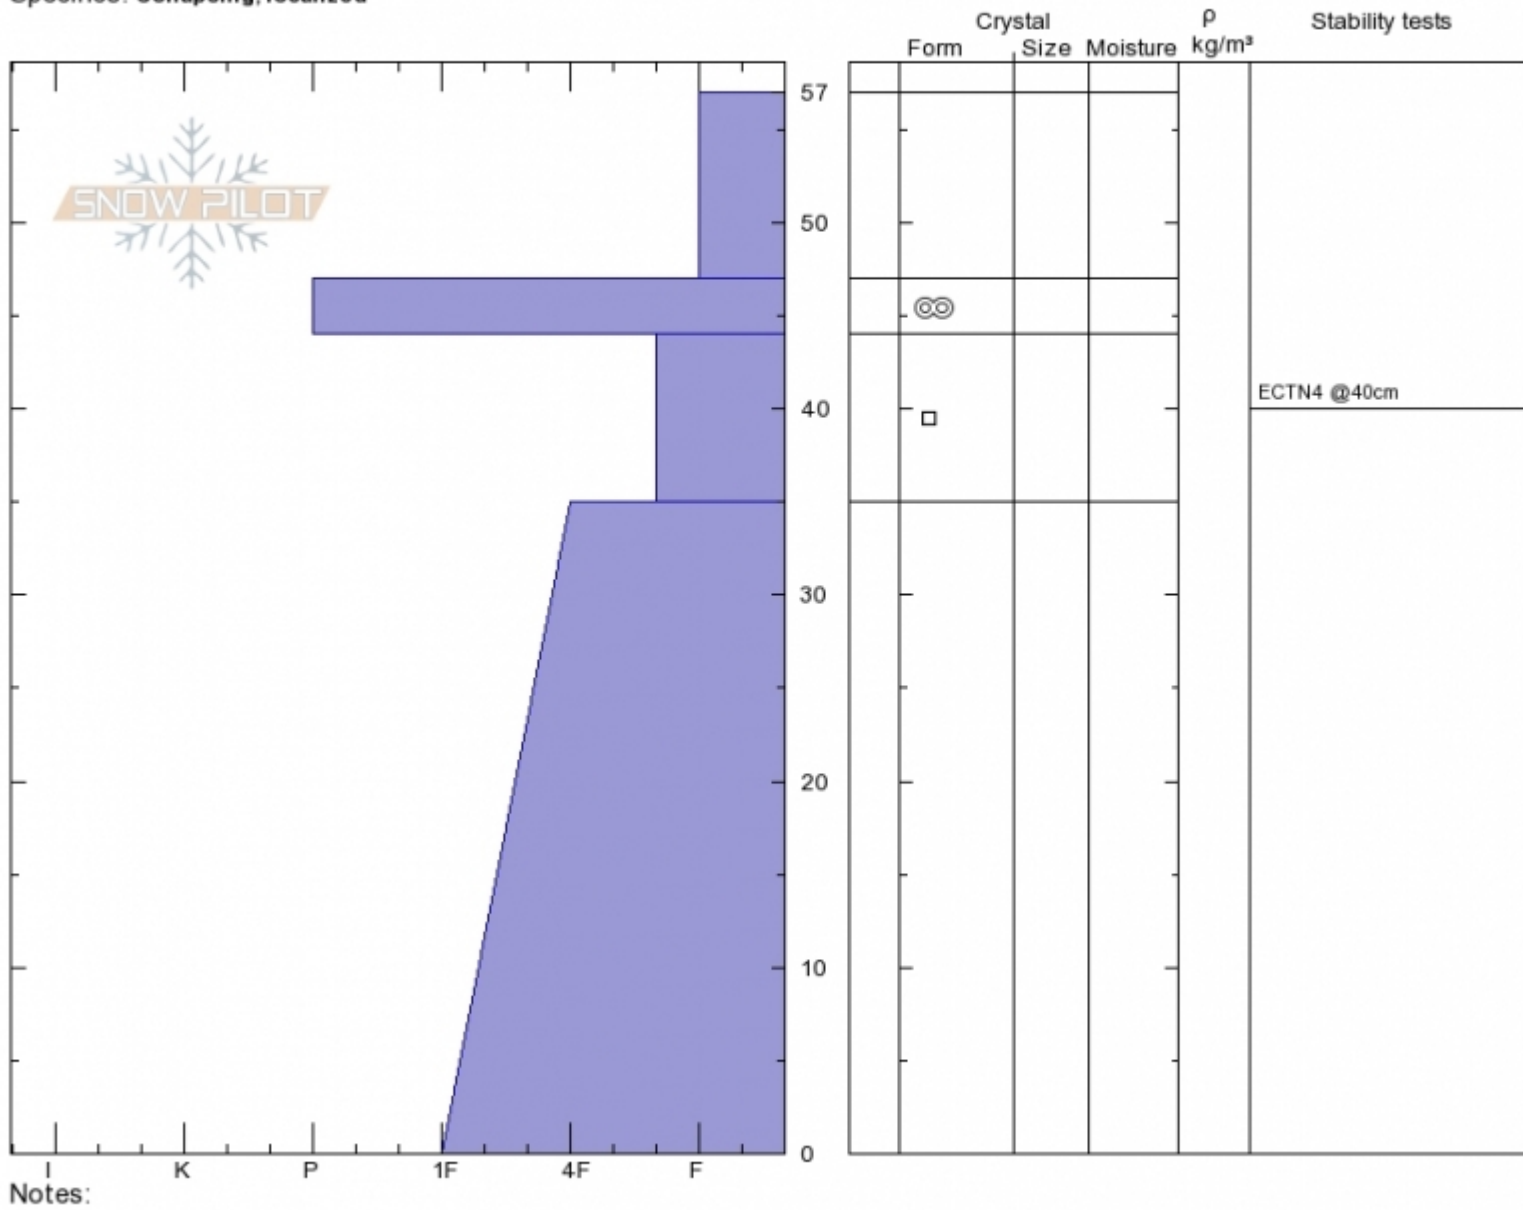 Crystal ρ Stability tests
Form Size Moisture kg/m³
57
SNOW PILOT
50
40
ECTN4 @40cm
30
20
10
0
I K P 1F 4F F
Notes: